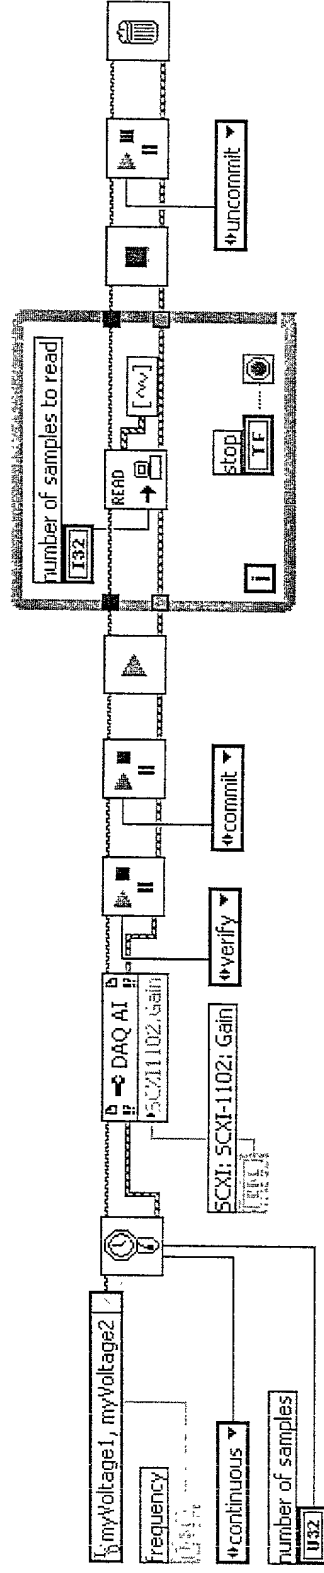 myVoltage1, myVoltage2
frequency
continuous
number of samples
U32
DAQ AI
SCXI1102.Gain
SCXI: SCXI-1102: Gain
verify
commit
number of samples to read
I32
READ
i
stop
TF
uncommit